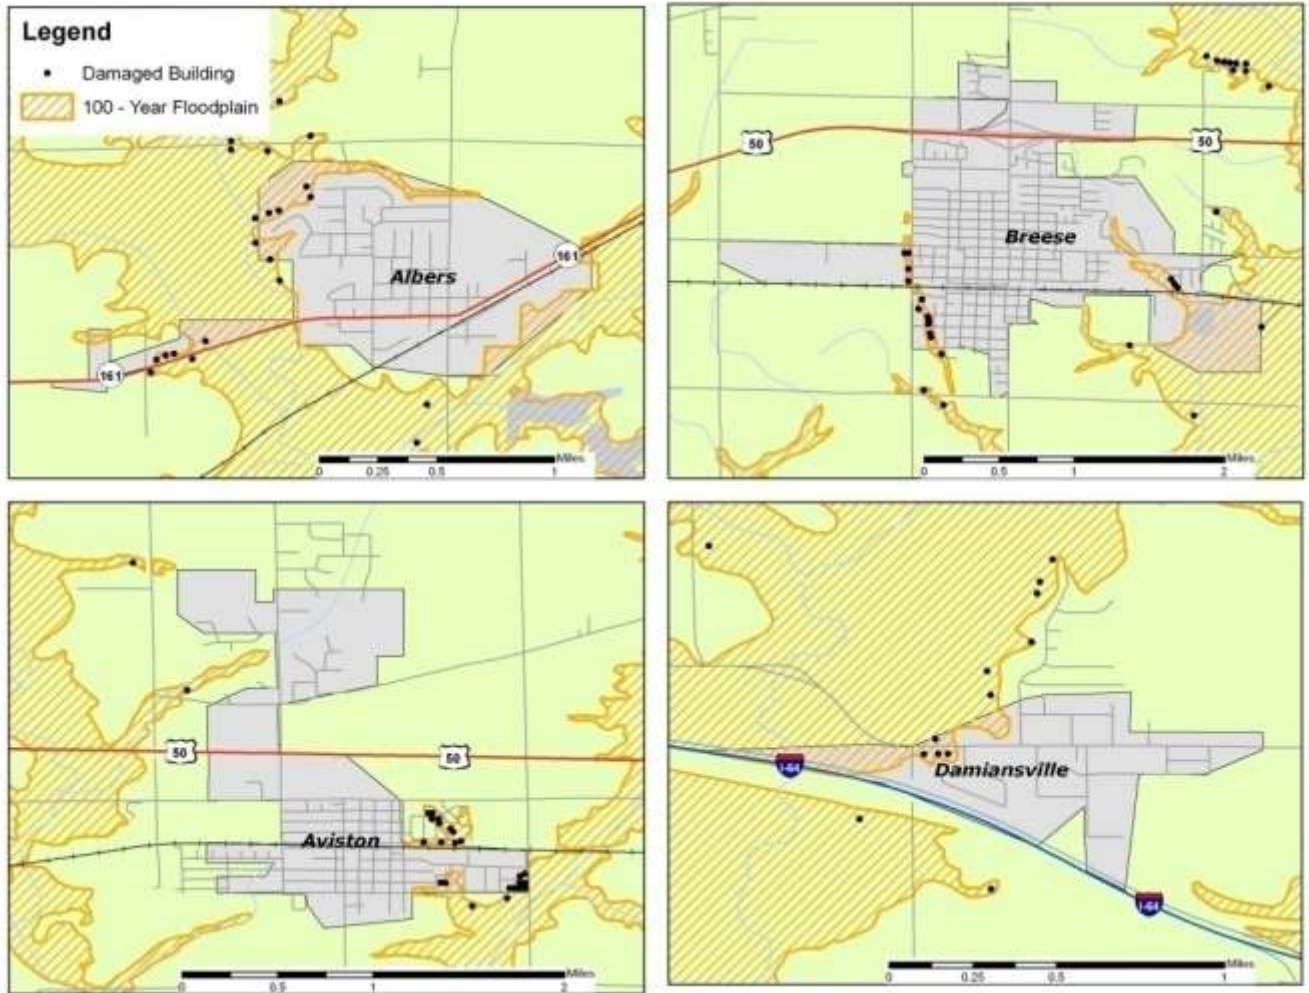 Legend
Damaged Building
100 - Year Floodplain
161
Albers
161
Miles
0 0.25 0.5 1
50
50
Breese
Miles
0 0.5 1 2
50
50
Aviston
Miles
0 0.5 1 2
I-64
Damiansville
I-64
Miles
0 0.25 0.5 1